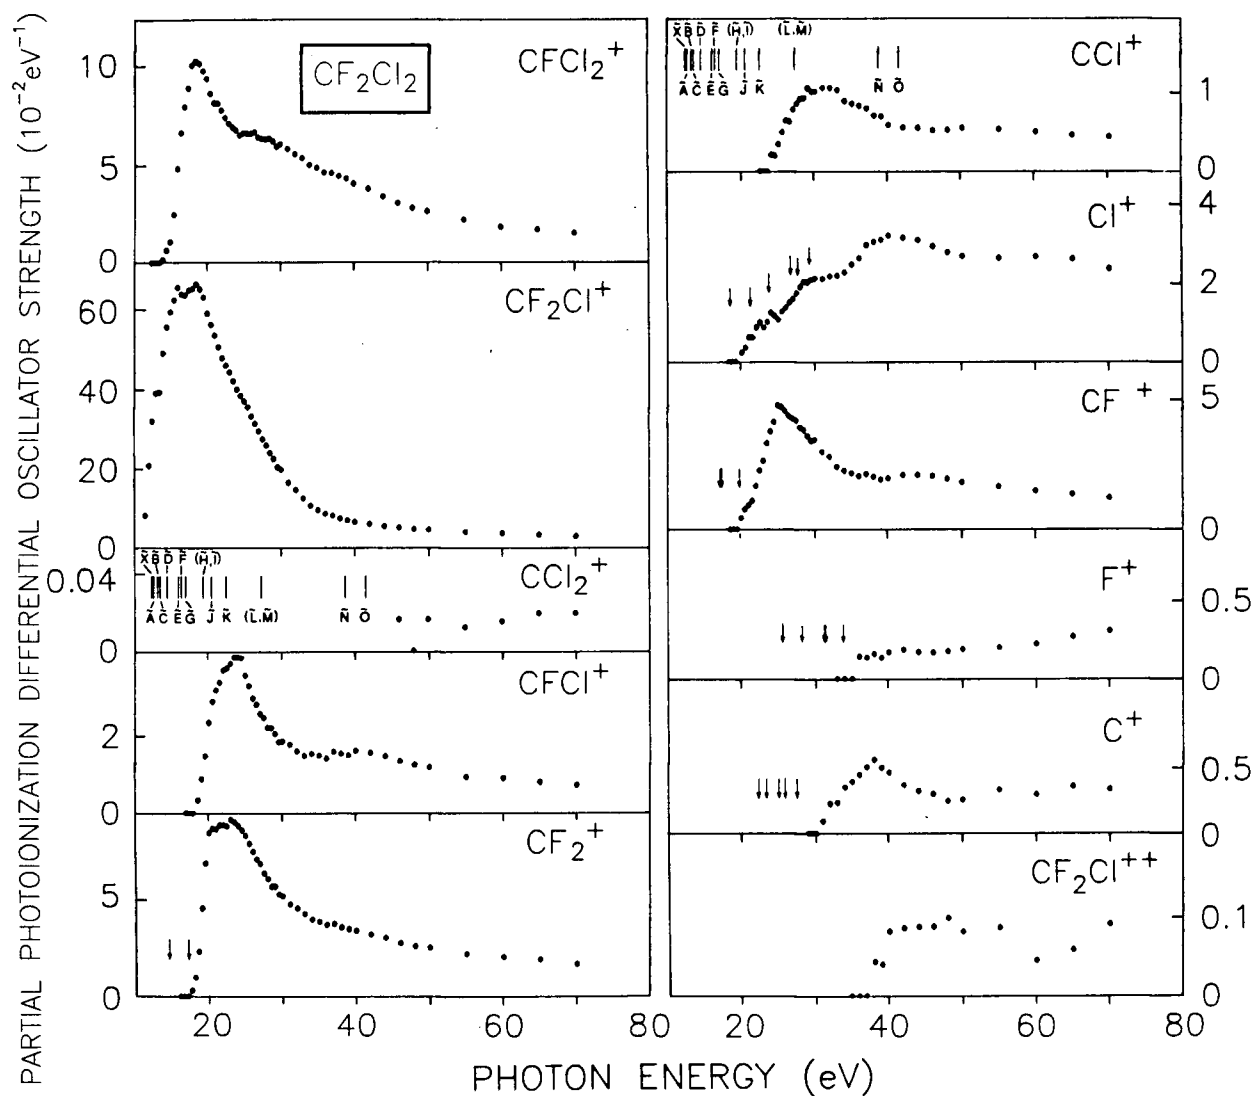 PARTIAL PHOTOIONIZATION DIFFERENTIAL OSCILLATOR STRENGTH (10⁻²eV⁻¹)
CF₂Cl₂
CFCl₂⁺
10
5
0
CF₂Cl⁺
60
40
20
0
X̃ B̃ D̃ F̃ (H̃,Ĩ)
Ã C̃ Ẽ G̃ J̃ K̃ (L̃,M̃) Ñ Õ
CCl₂⁺
0.04
0
CFCl⁺
2
0
CF₂⁺
5
0
20 40 60
X̃ B̃ D̃ F̃ (H̃,Ĩ) (L̃,M̃)
Ã C̃ Ẽ G̃ J̃ K̃ Ñ Õ
CCl⁺
1
0
Cl⁺
4
2
0
CF⁺
5
0
F⁺
0.5
0
C⁺
0.5
0
CF₂Cl⁺⁺
0.1
0
80 20 40 60 80
PHOTON ENERGY (eV)